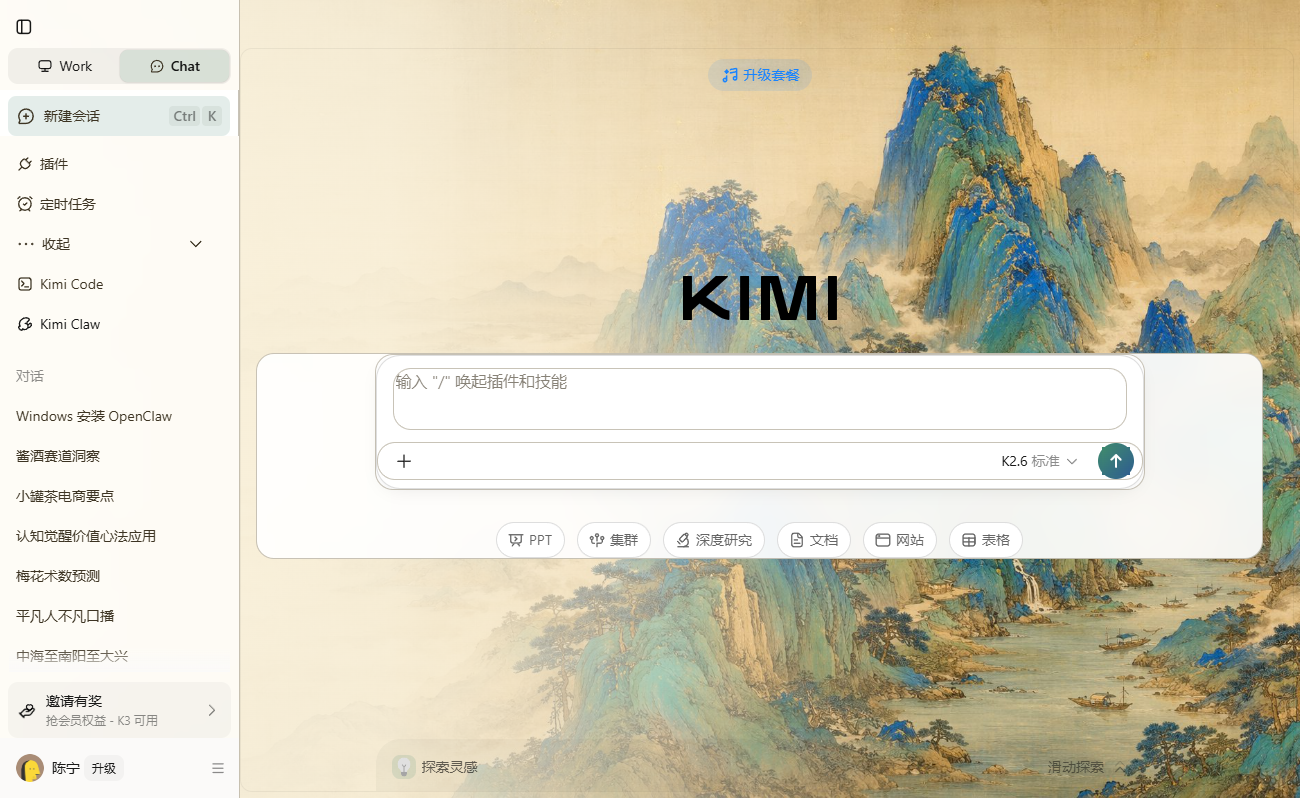 Work
Chat
新建会话
Ctrl K
插件
定时任务
收起
Kimi Code
Kimi Claw
对话
Windows 安装 OpenClaw
酱酒赛道洞察
小罐茶电商要点
认知觉醒价值心法应用
梅花术数预测
平凡人不凡口播
中海至南阳至大兴
邀请有奖
抢会员权益 - K3 可用
陈宁 升级
升级套餐
KIMI
输入 "/" 唤起插件和技能
K2.6 标准
PPT
集群
深度研究
文档
网站
表格
探索灵感
滑动探索